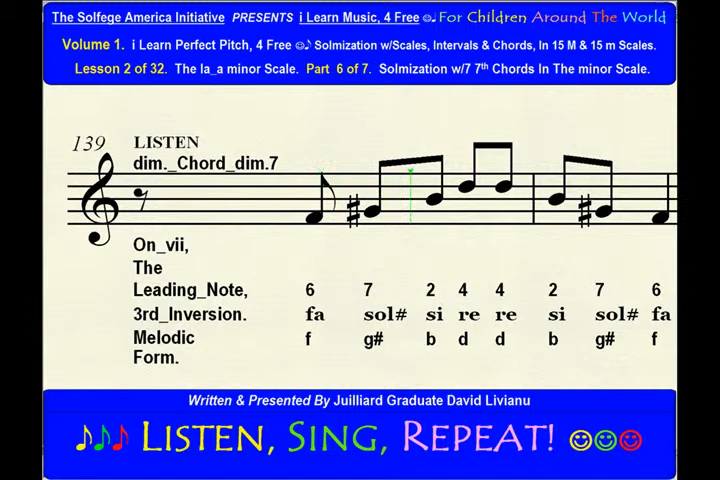 The Solfege America Initiative PRESENTS i Learn Music, 4 Free ☺♪ For Children Around The World
Volume 1. i Learn Perfect Pitch, 4 Free ☺♪ Solmization w/Scales, Intervals & Chords, In 15 M & 15 m Scales.
Lesson 2 of 32. The la_a minor Scale. Part 6 of 7. Solmization w/7 7th Chords In The minor Scale.
139 LISTEN
dim._Chord_dim.7
On_vii,
The
Leading_Note, 6 7 2 4 4 2 7 6
3rd_Inversion. fa sol# si re re si sol# fa
Melodic f g# b d d b g# f
Form.
Written & Presented By Juilliard Graduate David Livianu
♪♪♪ LISTEN, SING, REPEAT! ☺☺☺